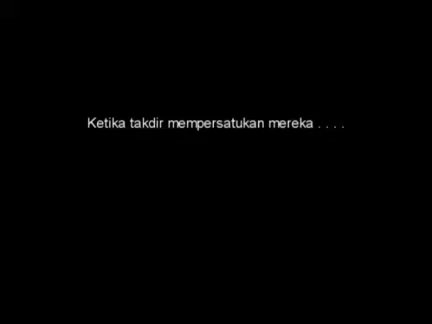 Ketika takdir mempersatukan mereka . . . .